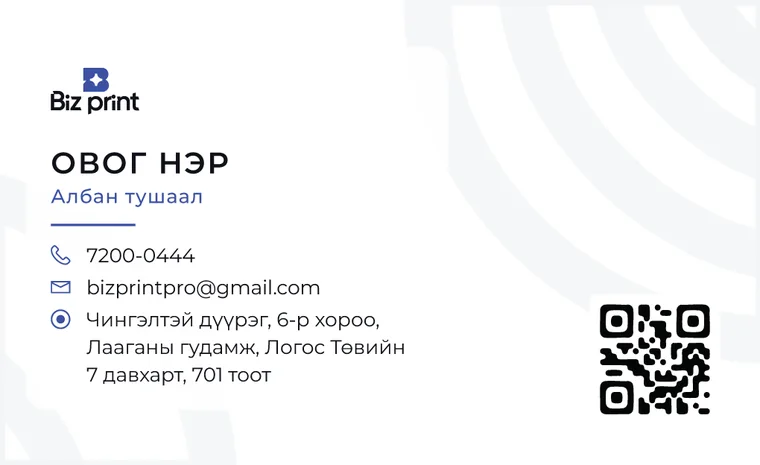 Biz print
ОВОГ НЭР
Албан тушаал
7200-0444
bizprintpro@gmail.com
Чингэлтэй дүүрэг, 6-р хороо,
Лааганы гудамж, Логос Төвийн
7 давхарт, 701 тоот